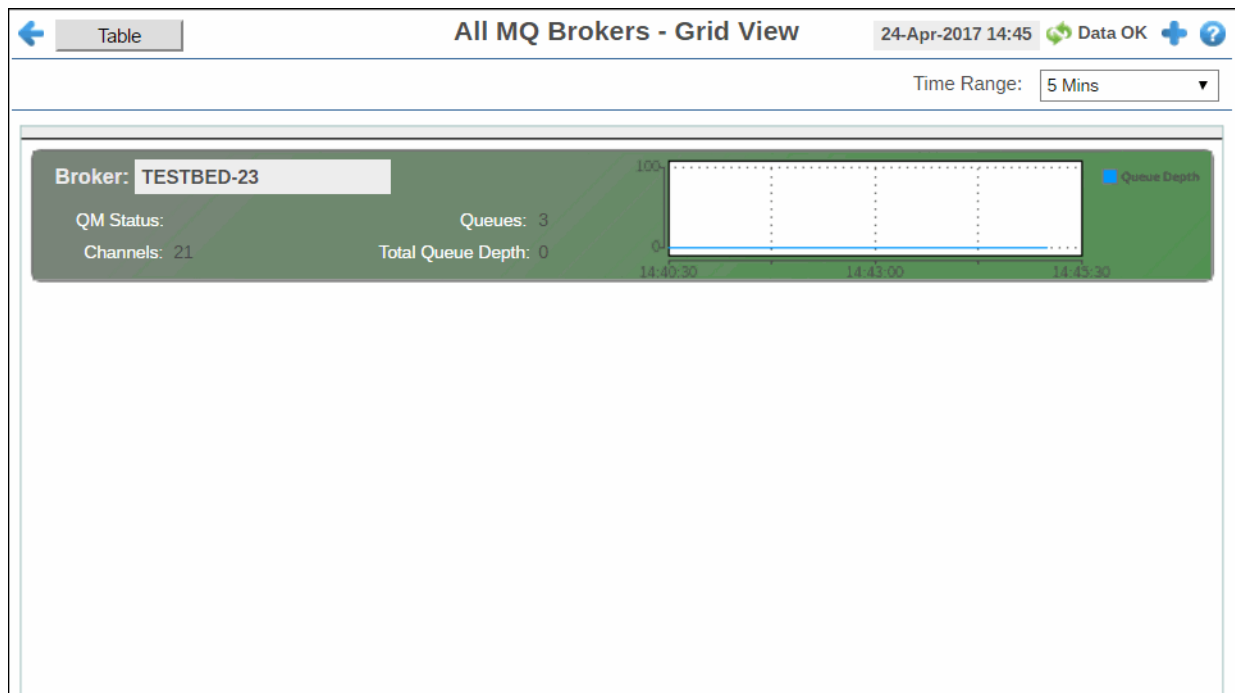 Table All MQ Brokers - Grid View 24-Apr-2017 14:45 Data OK
Time Range: 5 Mins
Broker: TESTBED-23
QM Status: Queues: 3
Channels: 21 Total Queue Depth: 0
100
0
14:40:30 14:43:00 14:45:30
Queue Depth